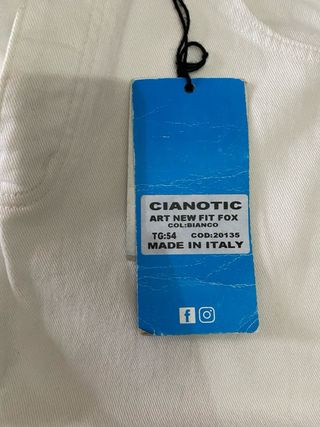 CIANOTIC
ART NEW FIT FOX
COL:BIANCO
TG:54 COD:20135
MADE IN ITALY